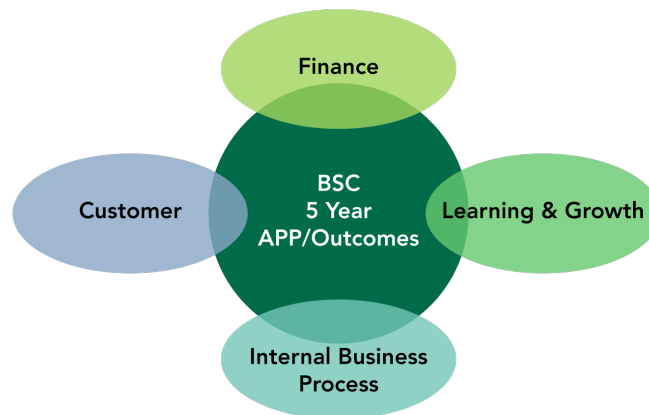 Finance
BSC
5 Year
APP/Outcomes
Customer
Learning & Growth
Internal Business
Process